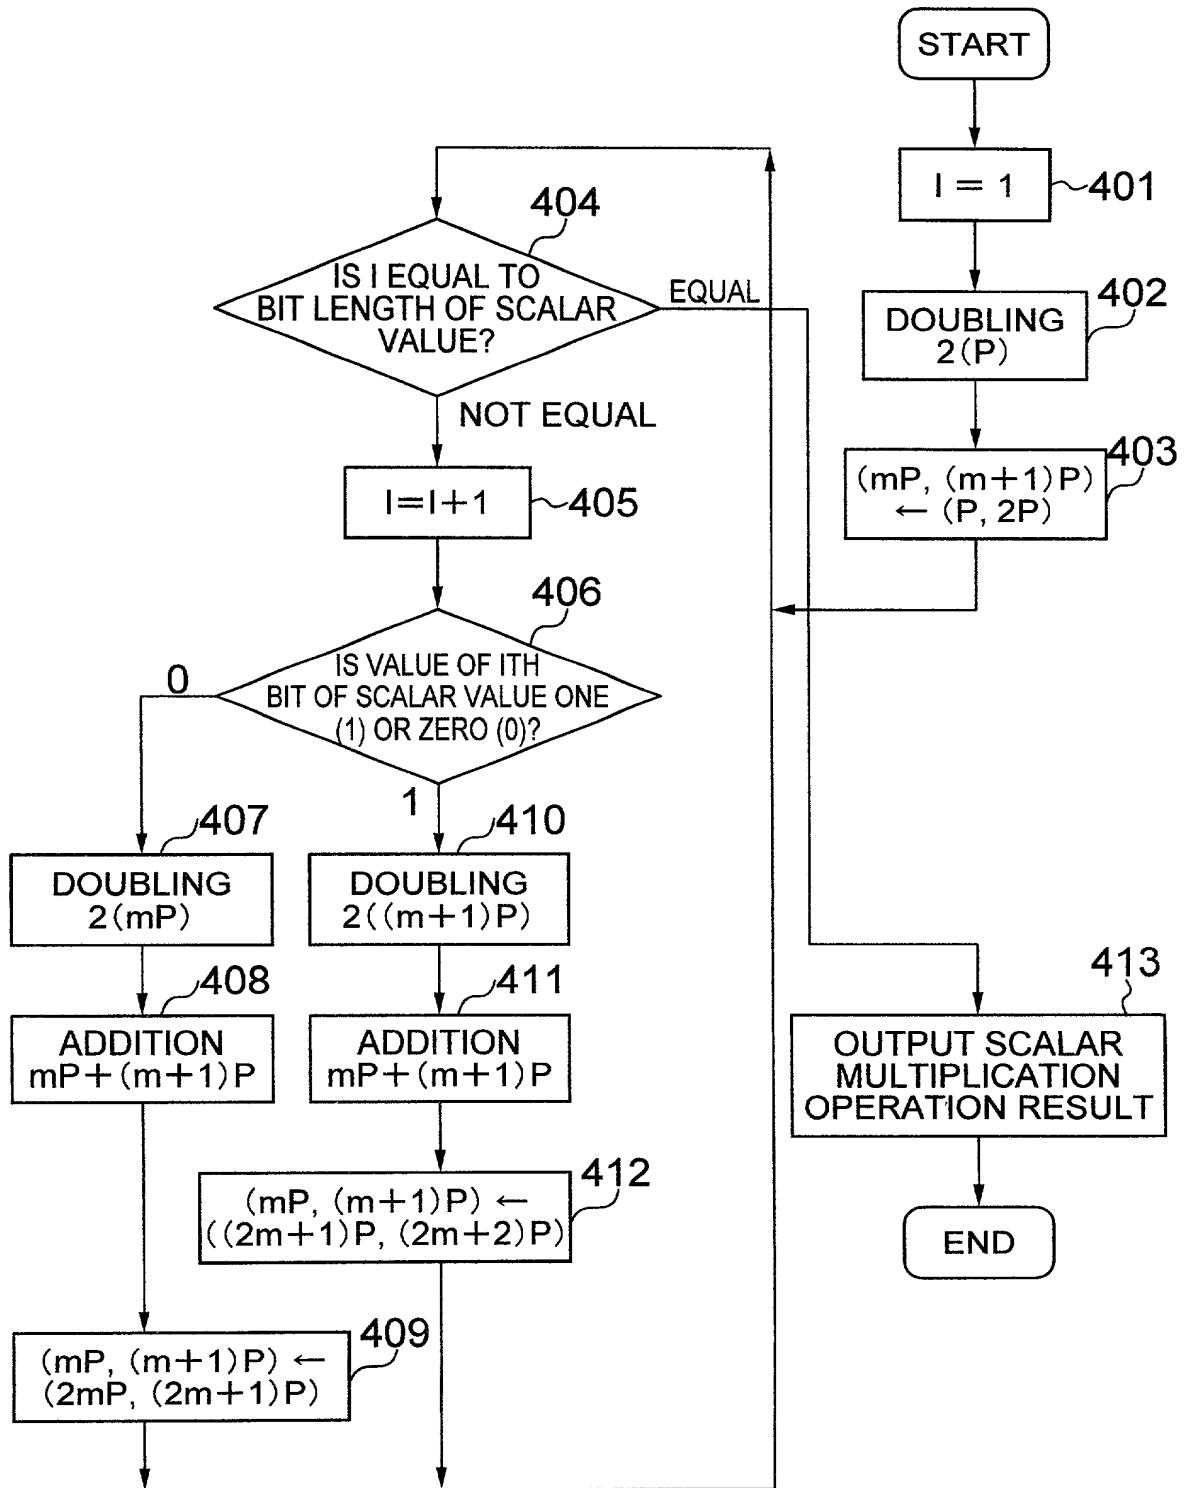 START
I = 1
401
DOUBLING
2(P)
402
(mP, (m+1)P)
← (P, 2P)
403
404
IS I EQUAL TO
BIT LENGTH OF SCALAR
VALUE?
EQUAL
NOT EQUAL
I=I+1
405
406
IS VALUE OF ITH
BIT OF SCALAR VALUE ONE
(1) OR ZERO (0)?
0
1
407
DOUBLING
2(mP)
410
DOUBLING
2((m+1)P)
408
ADDITION
mP+(m+1)P
411
ADDITION
mP+(m+1)P
412
(mP, (m+1)P) ←
((2m+1)P, (2m+2)P)
409
(mP, (m+1)P) ←
(2mP, (2m+1)P)
413
OUTPUT SCALAR
MULTIPLICATION
OPERATION RESULT
END